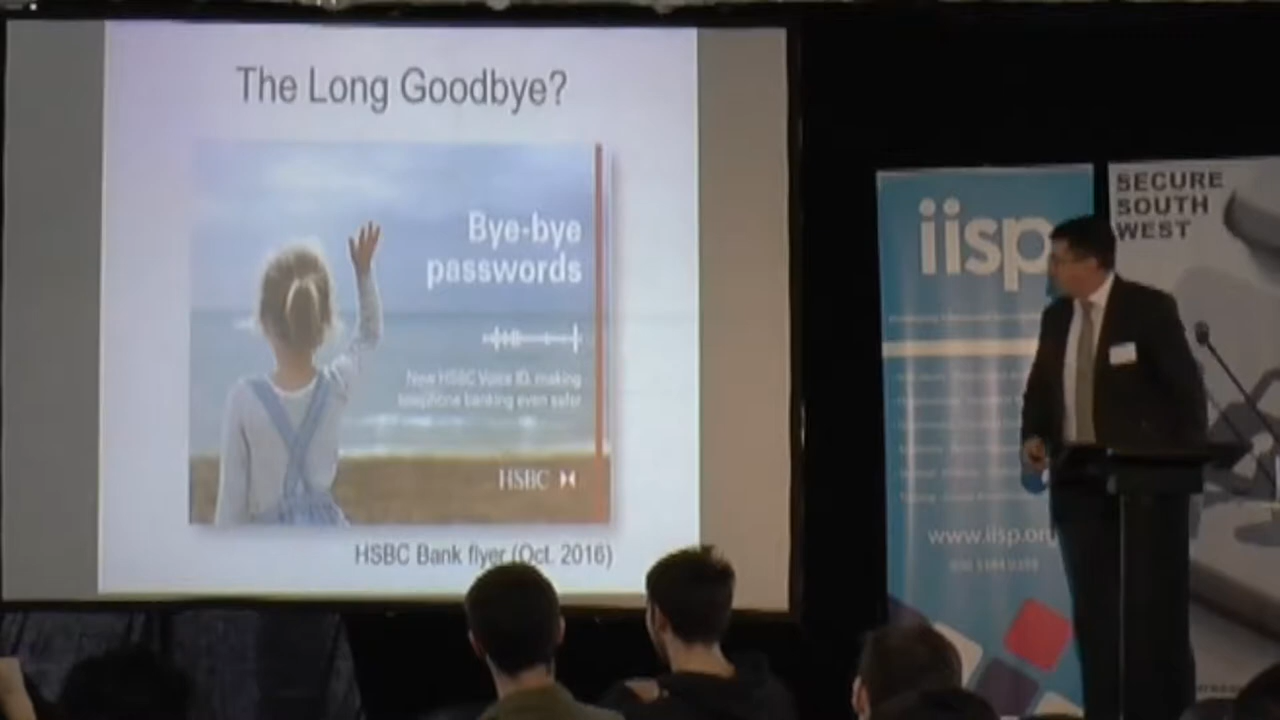 The Long Goodbye?
Bye-bye
passwords
New HSBC Voice ID, making
telephone banking even safer
HSBC
HSBC Bank flyer (Oct. 2016)
iisp
www.iisp.org
SECURE
SOUTH
WEST